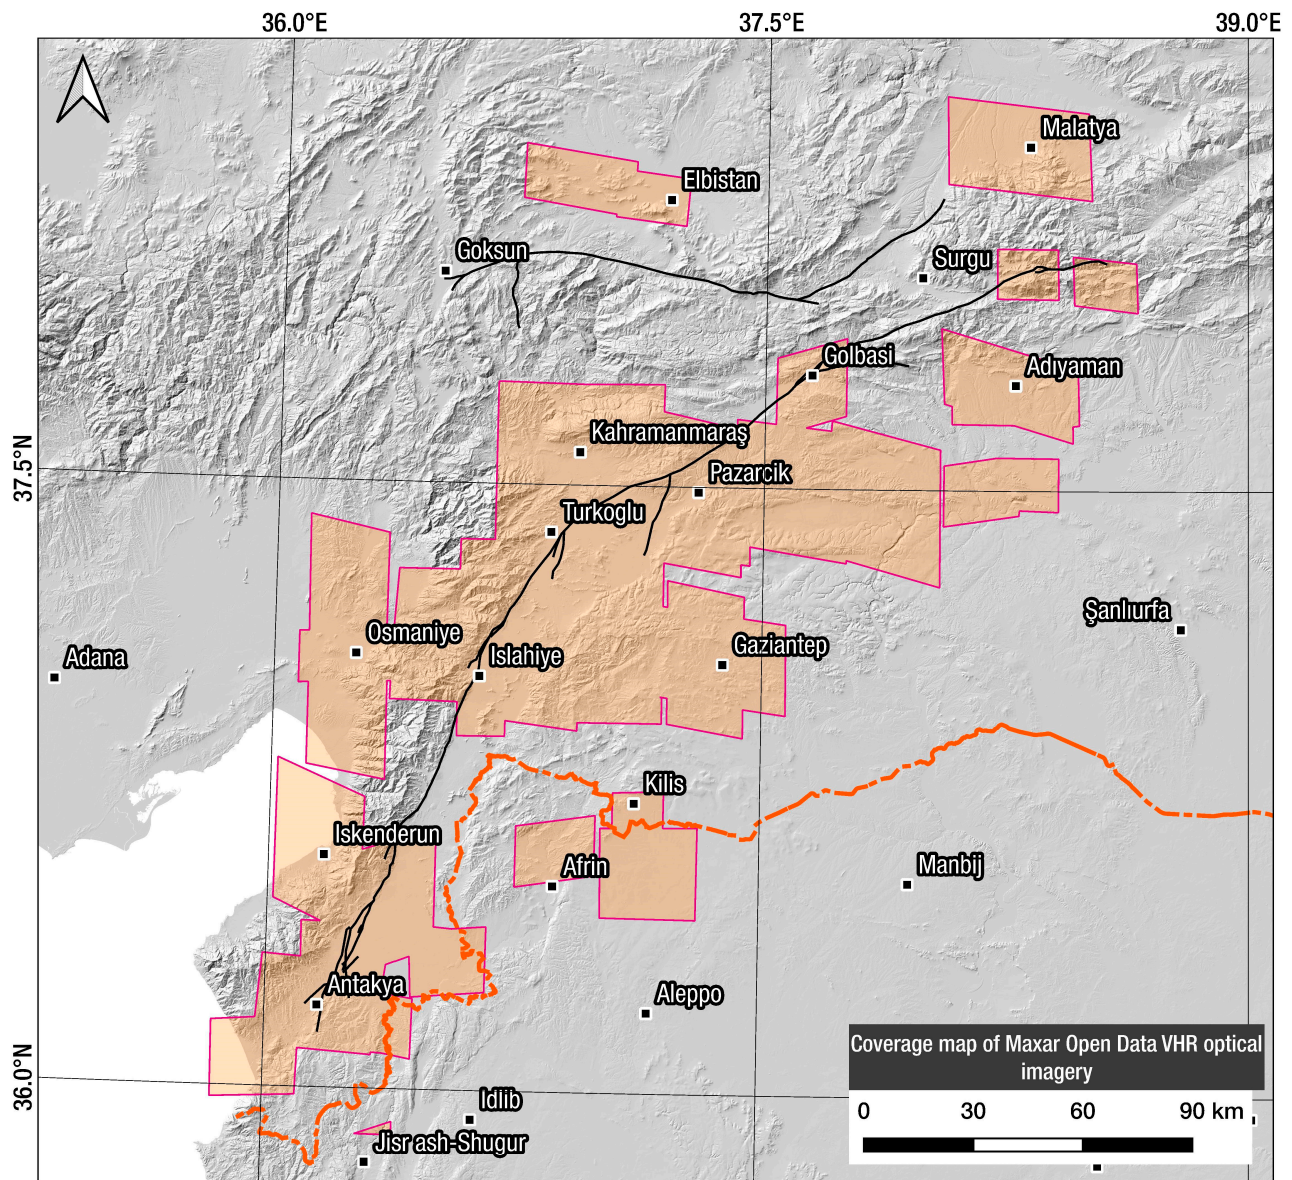 36.0°E
37.5°E
39.0°E
Malatya
Elbistan
Goksun
Surgu
Golbasi
Adıyaman
Kahramanmaraş
37.5°N
Pazarcik
Turkoglu
Şanlıurfa
Osmaniye
Gaziantep
Adana
Islahiye
Kilis
Iskenderun
Afrin
Manbij
Antakya
Aleppo
Coverage map of Maxar Open Data VHR optical
imagery
36.0°N
Idlib
0 30 60 90 km
Jisr ash-Shugur